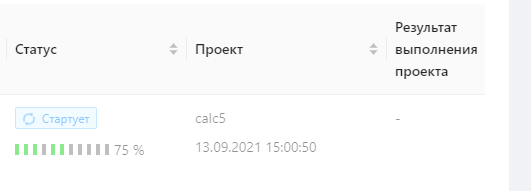 Статус
Проект
Результат
выполнения
проекта
Стартует
calc5
-
75 %
13.09.2021 15:00:50